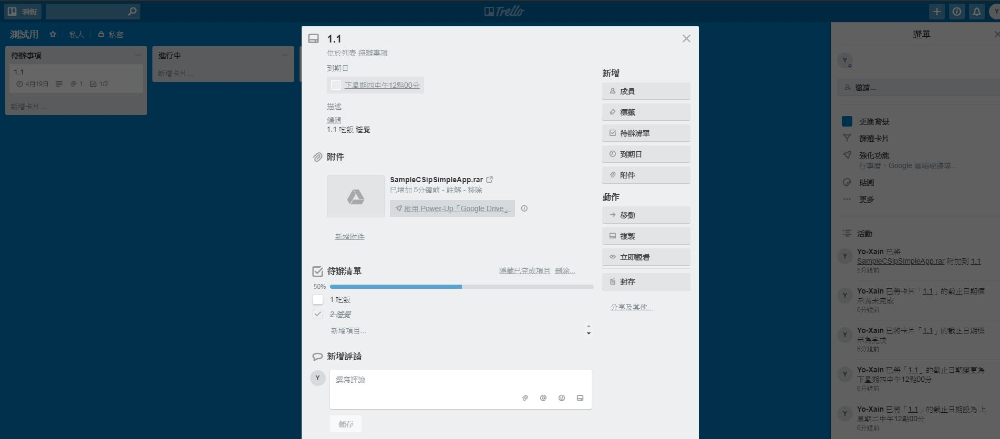 看板
Trello
Y
測試用
私人
私密
待辦事項
...
1.1
4月19日
1
1/2
新增卡片...
進行中
...
新增卡片...
1.1
位於列表 待辦事項
到期日
下星期四中午12點00分
描述
編輯
1.1 吃飯 睡覺
附件
SampleCSipSimpleApp.rar
已增加 5分鐘前 - 註解 - 移除
啟用 Power-Up「Google Drive」
新增附件
待辦清單
隱藏已完成項目 刪除...
50%
1 吃飯
2 睡覺
新增項目...
新增評論
Y
撰寫評論
@
儲存
新增
成員
標籤
待辦清單
到期日
附件
動作
移動
複製
立即觀看
封存
分享及其他...
選單
Y
邀請...
更換背景
篩選卡片
強化功能
行事曆、Google 雲端硬碟等...
貼圖
... 更多
活動
Y
Yo-Xain 已將
SampleCSipSimpleApp.rar 附加到 1.1
5分鐘前
Y
Yo-Xain 已將卡片「1.1」的截止日期標
示為未完成
6分鐘前
Y
Yo-Xain 已將卡片「1.1」的截止日期標
示為完成
6分鐘前
Y
Yo-Xain 已將「1.1」的截止日期變更為
下星期四中午12點00分
6分鐘前
Y
Yo-Xain 已將「1.1」的截止日期設為 上
星期二中午12點00分
6分鐘前